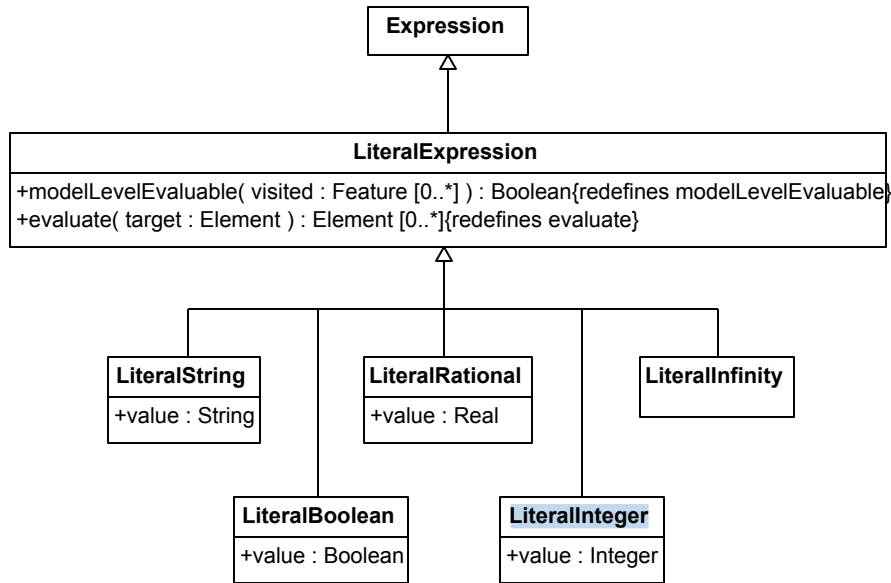 Expression
LiteralExpression
+modelLevelEvaluable( visited : Feature [0..*] ) : Boolean{redefines modelLevelEvaluable}
+evaluate( target : Element ) : Element [0..*]{redefines evaluate}
LiteralString
+value : String
LiteralRational
+value : Real
LiteralInfinity
LiteralBoolean
+value : Boolean
LiteralInteger
+value : Integer